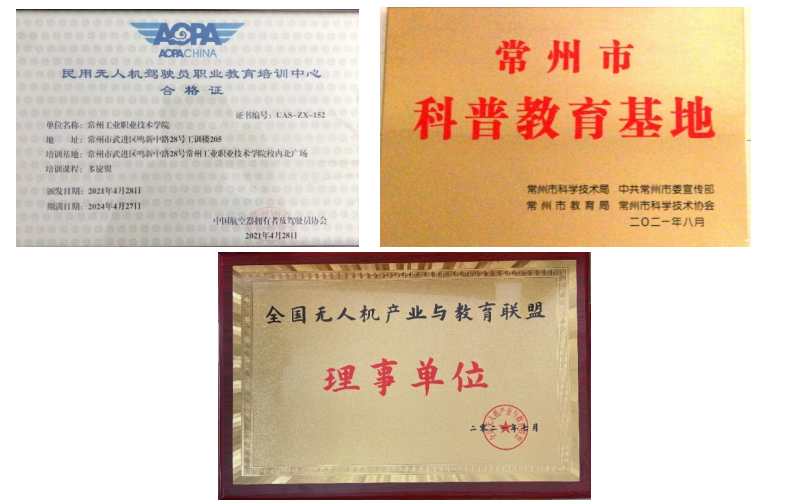 AOPA
AOPA CHINA
民用无人机驾驶员职业教育培训中心
合格证
证书编号：UAS-ZX-152
单位名称：常州工业职业技术学院
地 址：常州市武进区鸣新中路28号工训楼205
培训基地：常州市武进区鸣新中路28号常州工业职业技术学院校内北广场
培训课程：多旋翼
颁发日期：2021年4月28日
期满日期：2024年4月27日
中国航空器拥有者及驾驶员协会
2021年4月28日
常州市
科普教育基地
常州市科学技术局 中共常州市委宣传部
常州市教育局 常州市科学技术协会
二〇二一年八月
全国无人机产业与教育联盟
理事单位
二零二一年七月